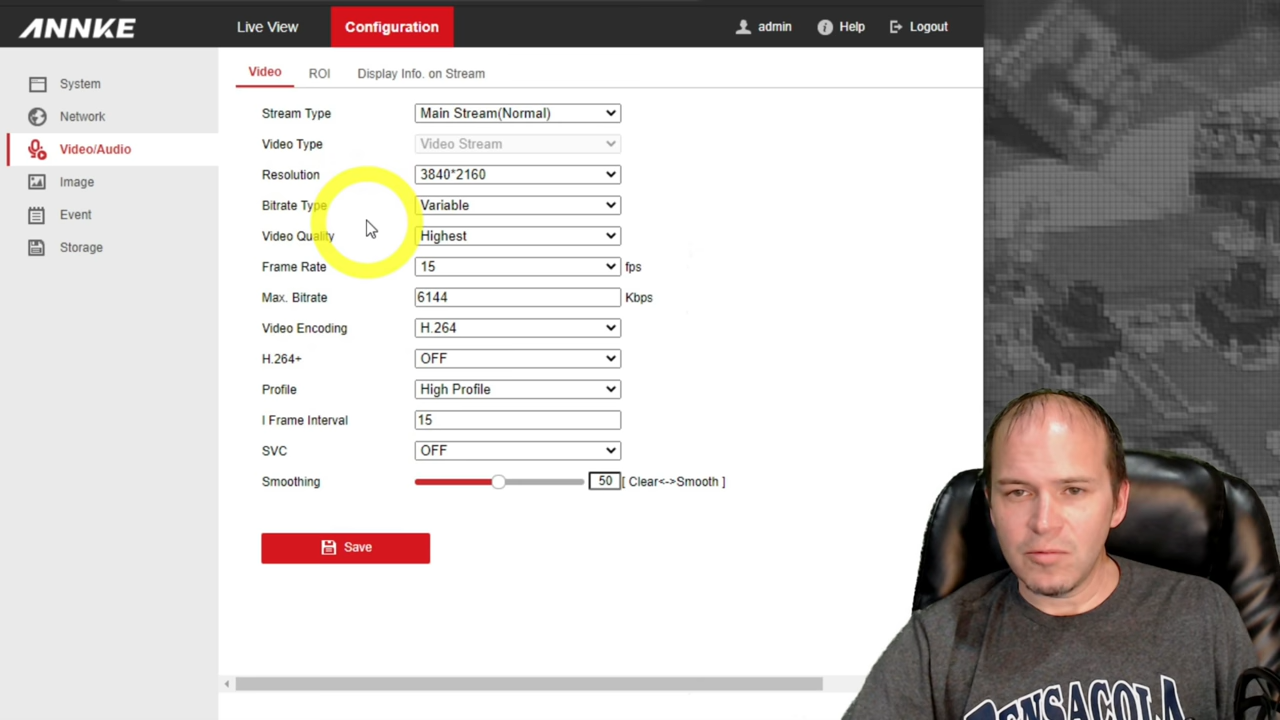 ANNKE Live View Configuration admin Help Logout
System
Network
Video/Audio
Image
Event
Storage
Video ROI Display Info. on Stream
Stream Type Main Stream(Normal)
Video Type Video Stream
Resolution 3840*2160
Bitrate Type Variable
Video Quality Highest
Frame Rate 15 fps
Max. Bitrate 6144 Kbps
Video Encoding H.264
H.264+ OFF
Profile High Profile
I Frame Interval 15
SVC OFF
Smoothing 50 [ Clear<->Smooth ]
Save
PENSACOLA